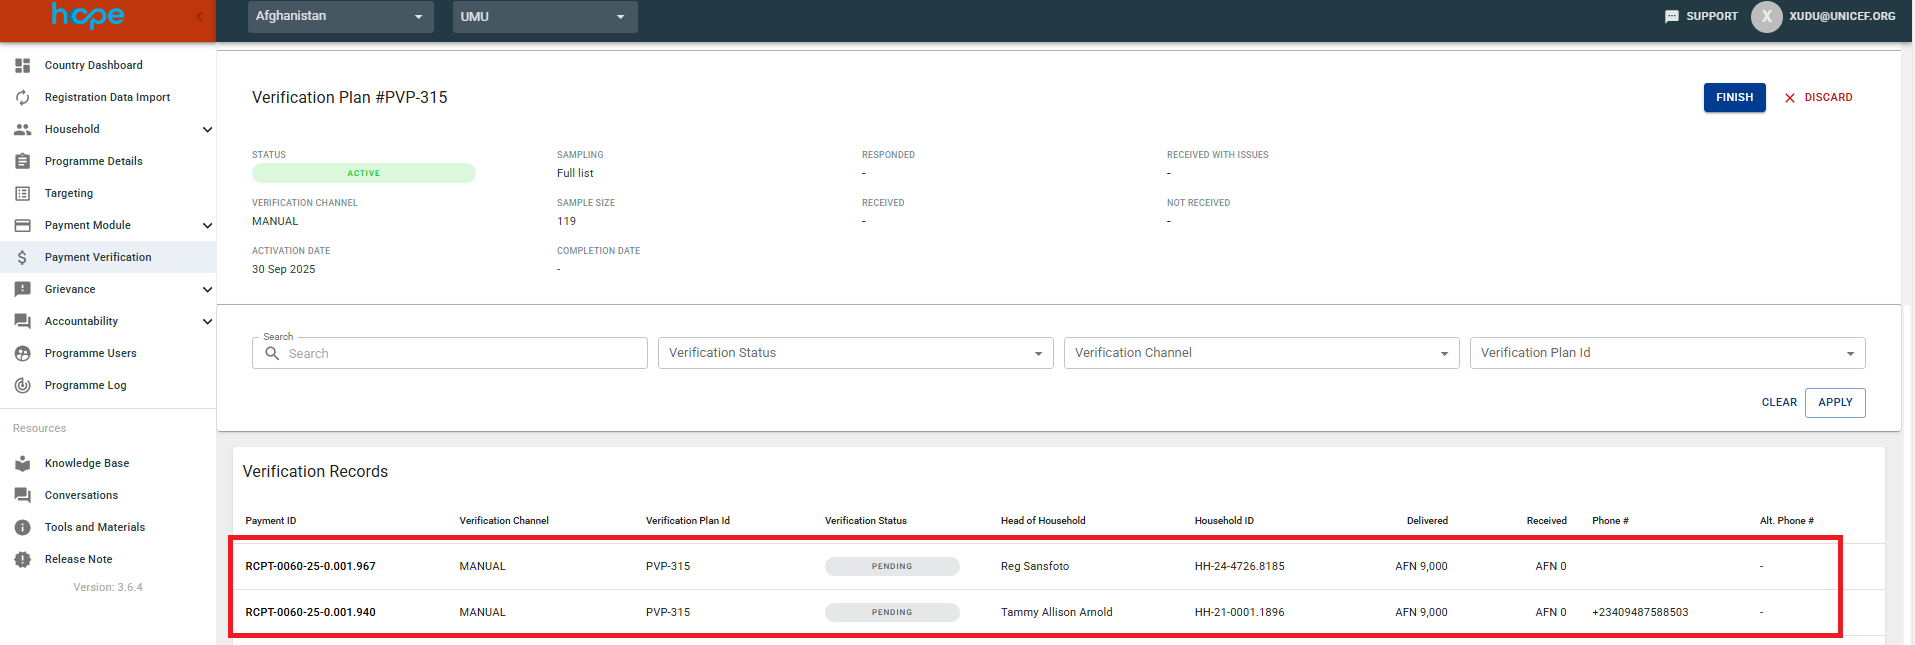 hope
Afghanistan
UMU
SUPPORT
X
XUDU@UNICEF.ORG
Country Dashboard
Registration Data Import
Household
Programme Details
Targeting
Payment Module
Payment Verification
Grievance
Accountability
Programme Users
Programme Log
Resources
Knowledge Base
Conversations
Tools and Materials
Release Note
Version: 3.6.4
Verification Plan #PVP-315
FINISH
DISCARD
STATUS
ACTIVE
SAMPLING
Full list
RESPONDED
-
RECEIVED WITH ISSUES
-
VERIFICATION CHANNEL
MANUAL
SAMPLE SIZE
119
RECEIVED
-
NOT RECEIVED
-
ACTIVATION DATE
30 Sep 2025
COMPLETION DATE
-
Search
Search
Verification Status
Verification Channel
Verification Plan Id
CLEAR
APPLY
Verification Records
Payment ID Verification Channel Verification Plan Id Verification Status Head of Household Household ID Delivered Received Phone # Alt. Phone #
RCPT-0060-25-0.001.967 MANUAL PVP-315 PENDING Reg Sansfoto HH-24-4726.8185 AFN 9,000 AFN 0 -
RCPT-0060-25-0.001.940 MANUAL PVP-315 PENDING Tammy Allison Arnold HH-21-0001.1896 AFN 9,000 AFN 0 +23409487588503 -